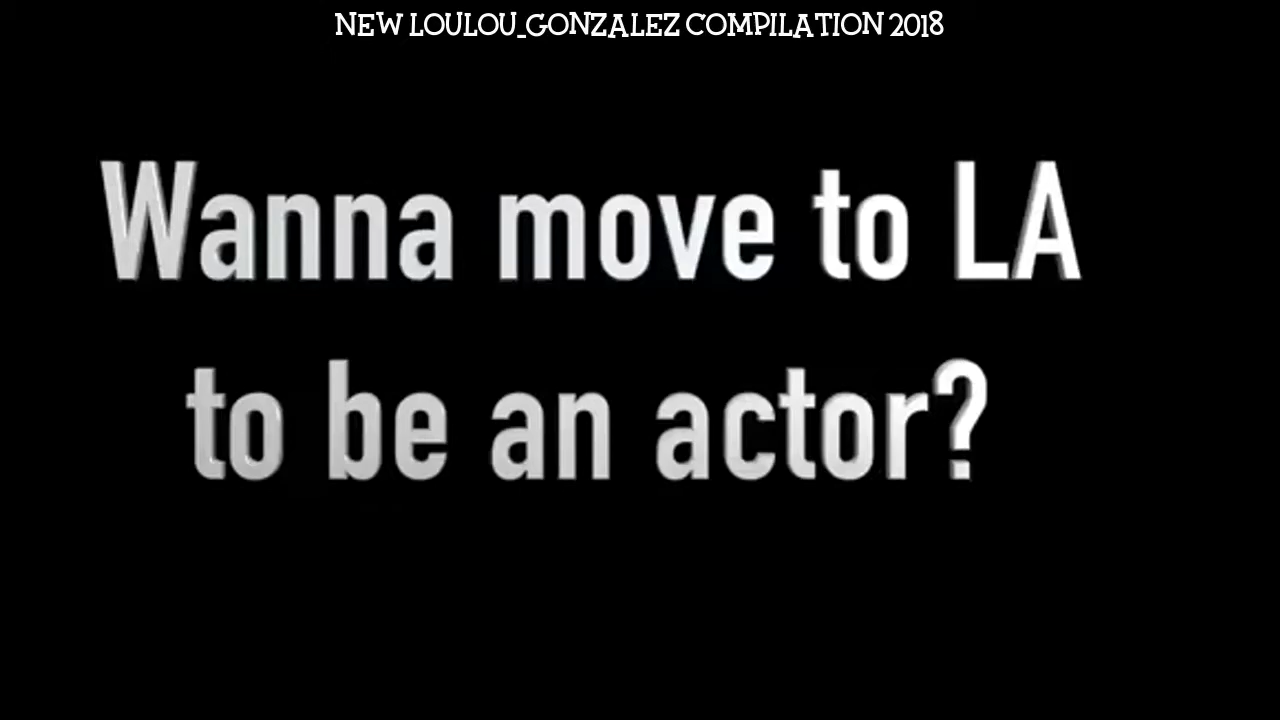 NEW LOULOU_GONZALEZ COMPILATION 2018
Wanna move to LA
to be an actor?